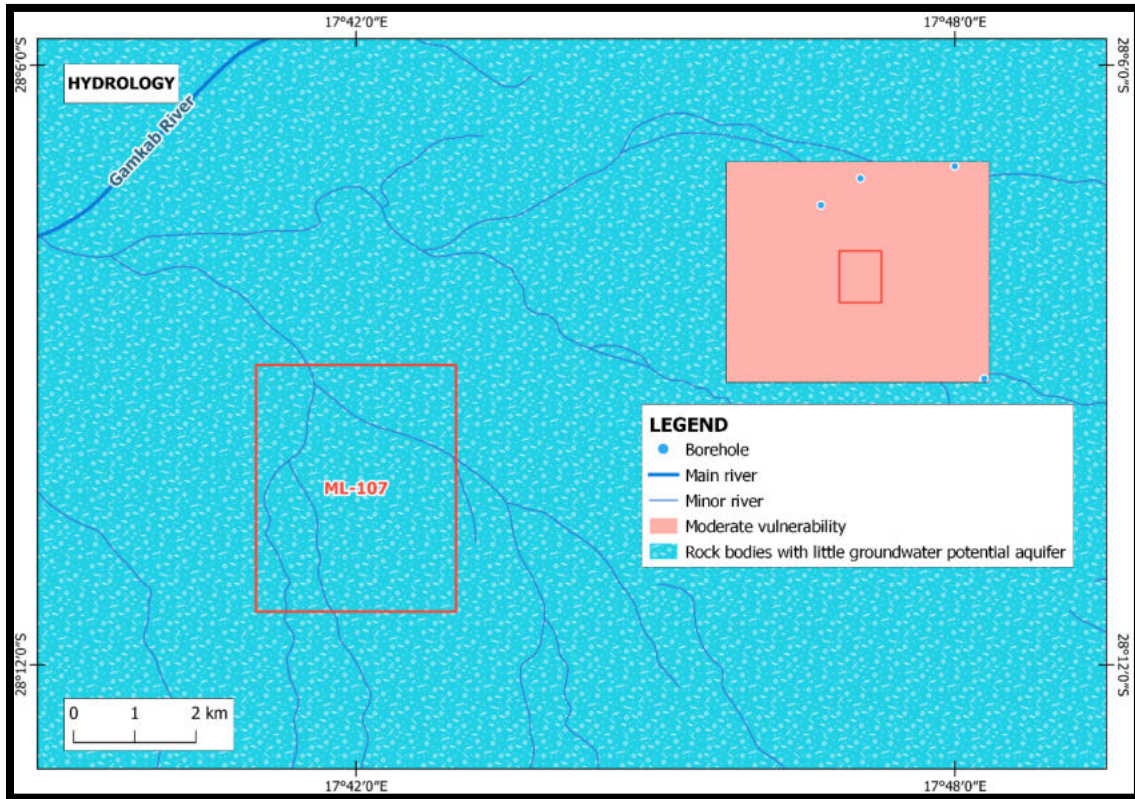 17°42′0″E
17°48′0″E
28°6′0″S
28°6′0″S
HYDROLOGY
Gamkab River
ML-107
LEGEND
Borehole
Main river
Minor river
Moderate vulnerability
Rock bodies with little groundwater potential aquifer
28°12′0″S
28°12′0″S
0 1 2 km
17°42′0″E
17°48′0″E